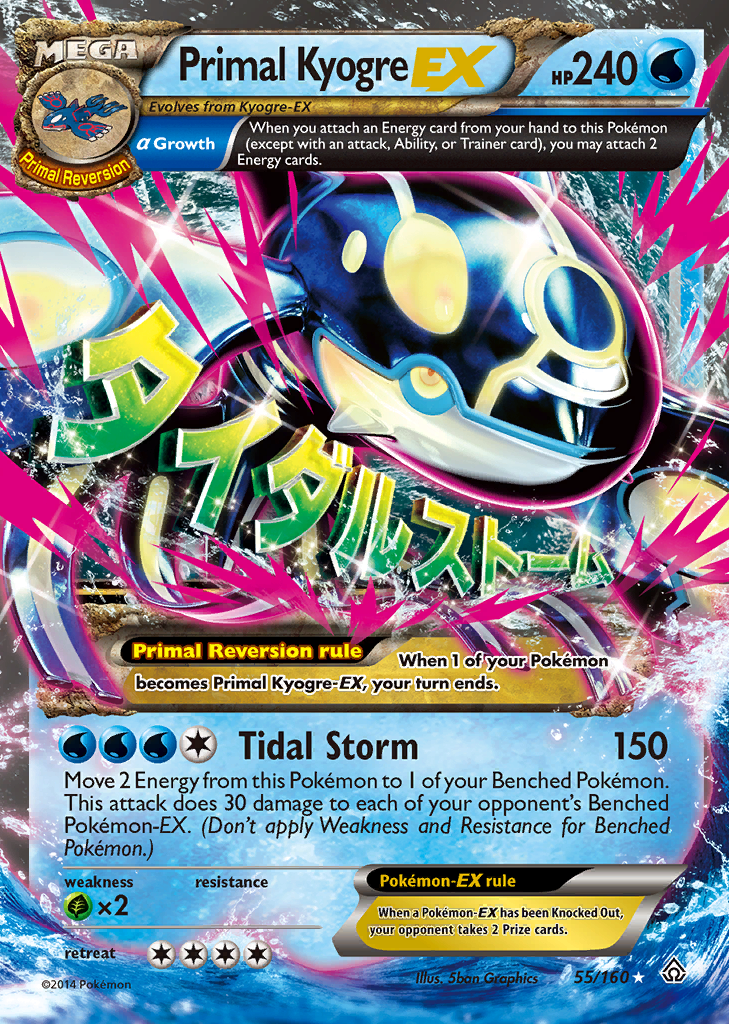 MEGA
Primal Kyogre EX
HP240
Evolves from Kyogre-EX
Primal Reversion
α Growth
When you attach an Energy card from your hand to this Pokémon
(except with an attack, Ability, or Trainer card), you may attach 2
Energy cards.
タイダルストーム
Primal Reversion rule
When 1 of your Pokémon
becomes Primal Kyogre-EX, your turn ends.
Tidal Storm 150
Move 2 Energy from this Pokémon to 1 of your Benched Pokémon.
This attack does 30 damage to each of your opponent's Benched
Pokémon-EX. (Don't apply Weakness and Resistance for Benched
Pokémon.)
weakness resistance
×2
Pokémon-EX rule
When a Pokémon-EX has been Knocked Out,
your opponent takes 2 Prize cards.
retreat
©2014 Pokémon
Illus. 5ban Graphics 55/160 ★